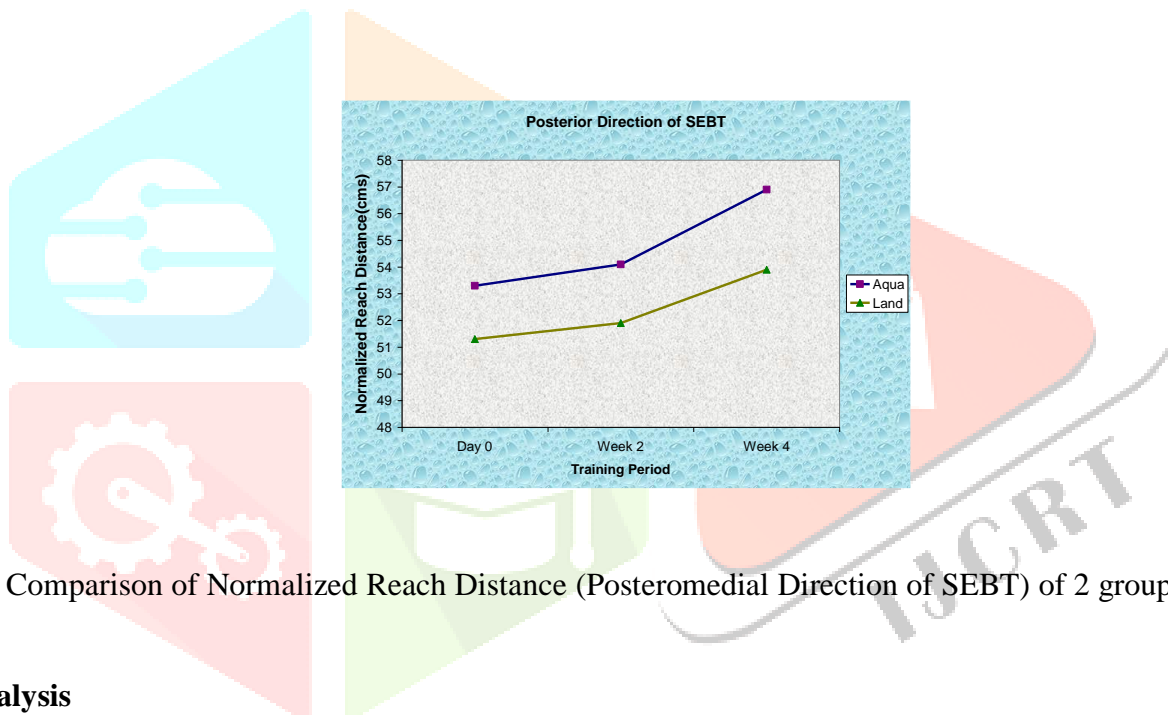 Posterior Direction of SEBT
58
57
56
55
54
53
52
51
50
49
48
Normalized Reach Distance(cms)
Day 0 Week 2 Week 4
Training Period
Aqua
Land
Comparison of Normalized Reach Distance (Posteromedial Direction of SEBT) of 2 group
IJCRT
alysis